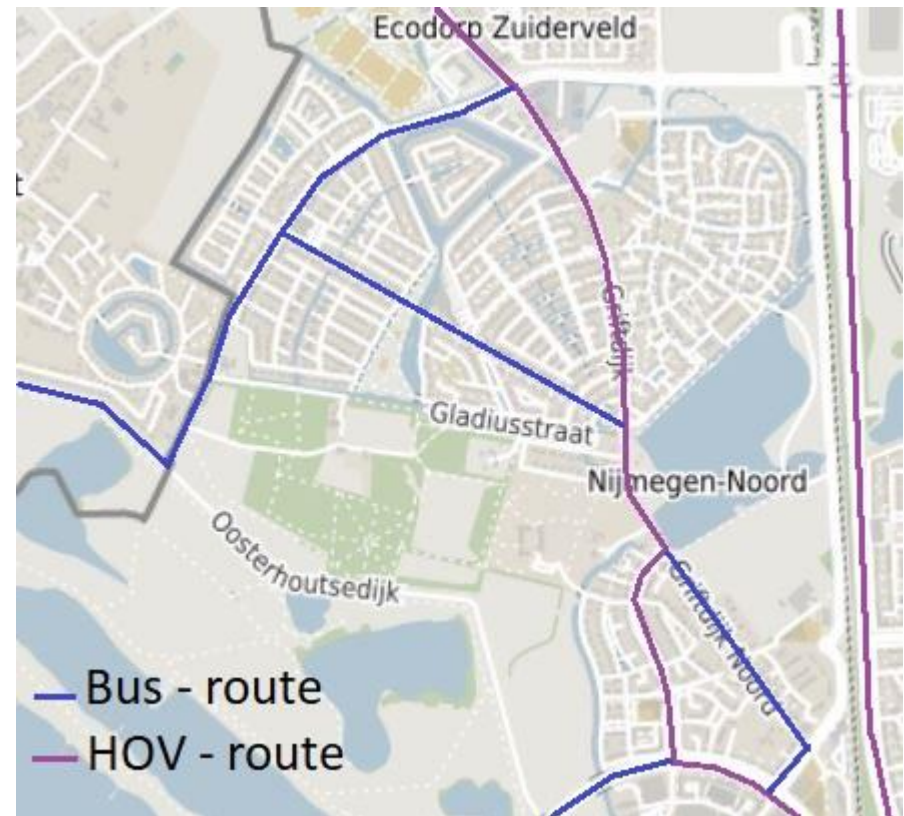 Ecodorp Zuiderveld
t
Griftdijk
Gladiusstraat
Nijmegen-Noord
Oosterhoutsedijk
Griftdijk Noord
Bus - route
HOV - route